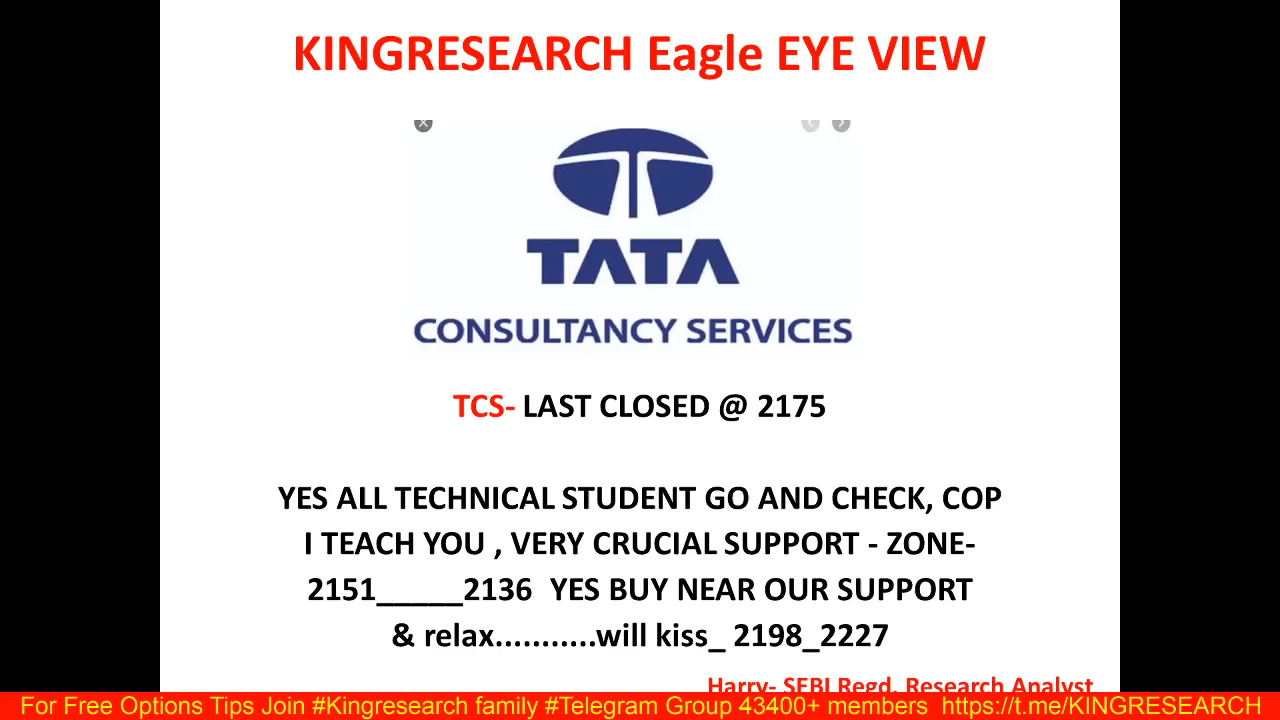 KINGRESEARCH Eagle EYE VIEW
TATA
CONSULTANCY SERVICES
TCS- LAST CLOSED @ 2175
YES ALL TECHNICAL STUDENT GO AND CHECK, COP
I TEACH YOU , VERY CRUCIAL SUPPORT - ZONE-
2151_____2136 YES BUY NEAR OUR SUPPORT
& relax...........will kiss_ 2198_2227
Harry- SEBI Regd. Research Analyst
For Free Options Tips Join #Kingresearch family #Telegram Group 43400+ members https://t.me/KINGRESEARCH